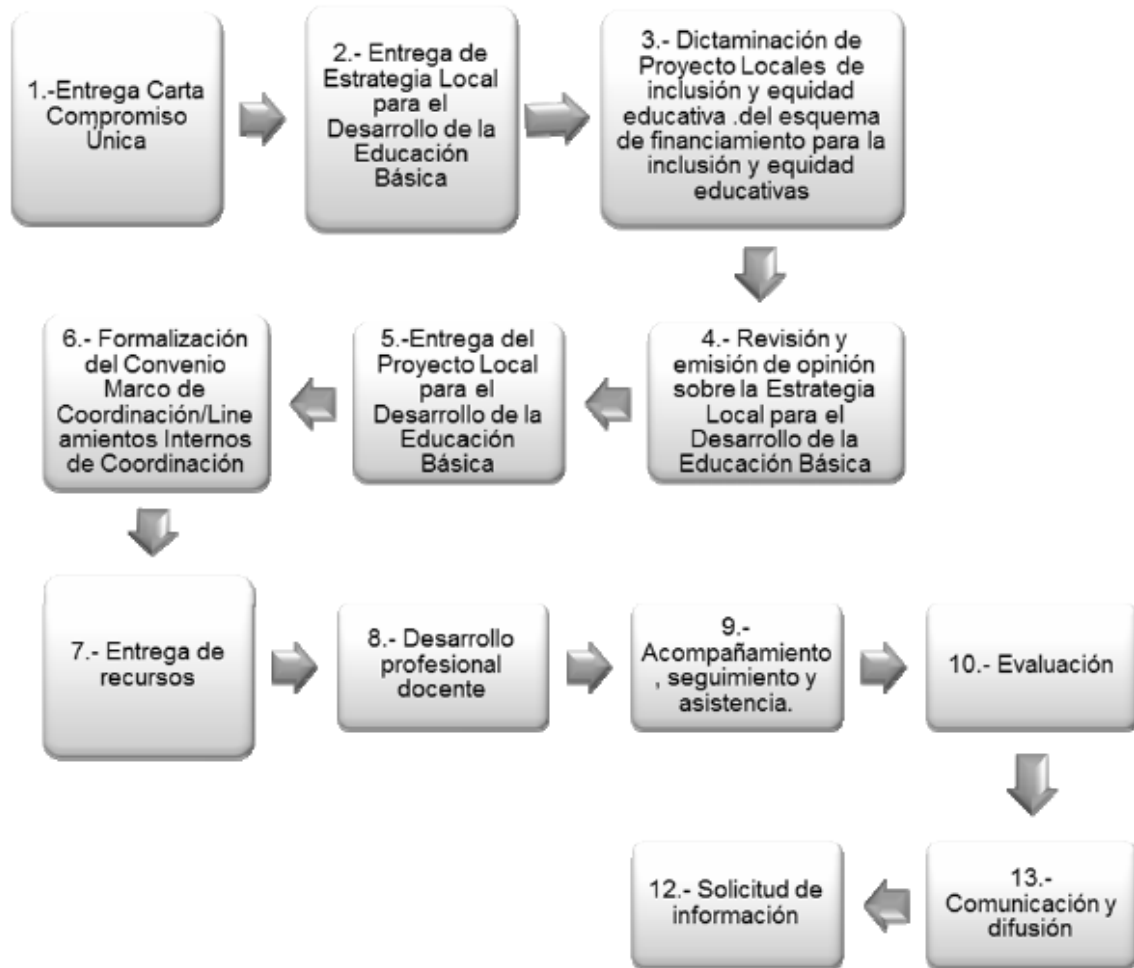 1.-Entrega Carta
Compromiso
Única
2.- Entrega de
Estrategia Local
para el
Desarrollo de la
Educación
Básica
3.- Dictaminación de
Proyecto Locales de
inclusión y equidad
educativa .del esquema
de financiamiento para la
inclusión y equidad
educativas
4.- Revisión y
emisión de opinión
sobre la Estrategia
Local para el
Desarrollo de la
Educación Básica
5.-Entrega del
Proyecto Local
para el
Desarrollo de la
Educación
Básica
6.- Formalización
del Convenio
Marco de
Coordinación/Line
amientos Internos
de Coordinación
7.- Entrega de
recursos
8.- Desarrollo
profesional
docente
9.-
Acompañamiento
, seguimiento y
asistencia.
10.- Evaluación
13.-
Comunicación y
difusión
12.- Solicitud de
información